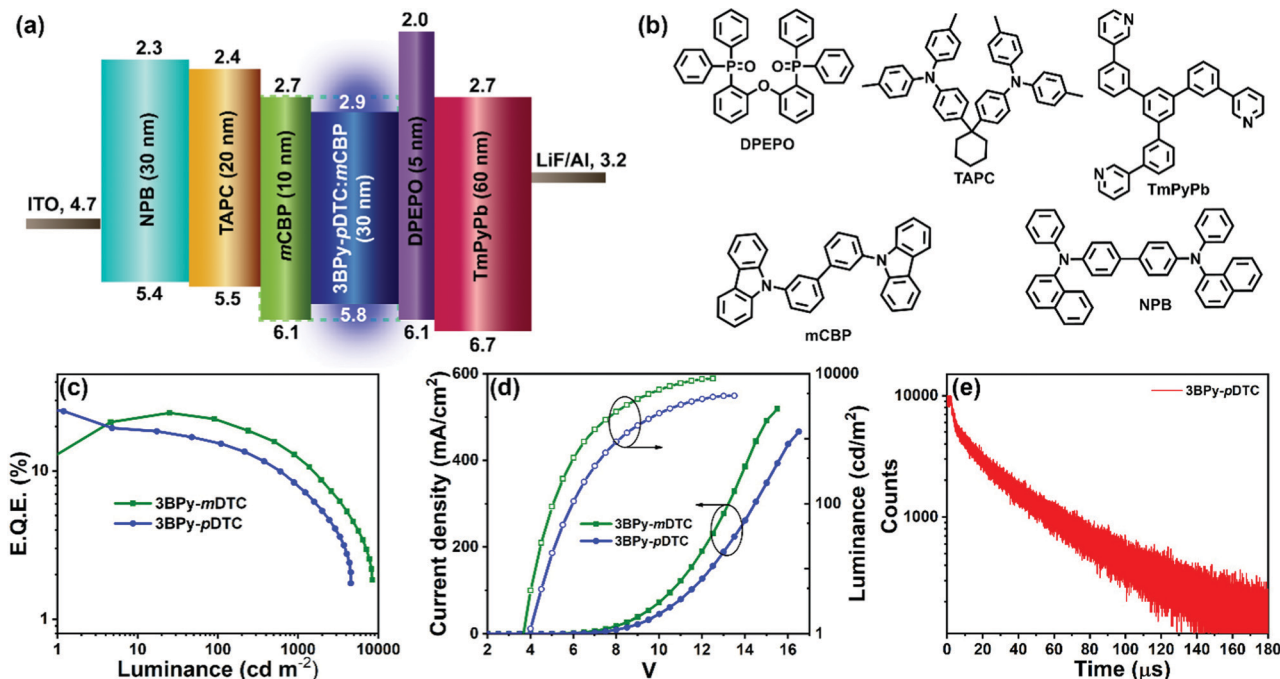 (a)
2.3
2.4
2.7
2.9
2.0
2.7
ITO, 4.7
NPB (30 nm)
TAPC (20 nm)
mCBP (10 nm)
3BPy-pDTC:mCBP
(30 nm)
DPEPO (5 nm)
TmPyPb (60 nm)
LiF/Al, 3.2
5.4
5.5
6.1
5.8
6.1
6.7
(b)
P=O
O=P
O
DPEPO
N
N
TAPC
N
N
N
TmPyPb
N
N
mCBP
N
N
NPB
(c)
E.Q.E. (%)
10
1
3BPy-mDTC
3BPy-pDTC
1
10
100
1000
10000
Luminance (cd m-2)
(d)
Current density (mA/cm2)
600
500
400
300
200
100
0
3BPy-mDTC
3BPy-pDTC
10000
100
1
Luminance (cd/m2)
2
4
6
8
10
12
14
16
V
(e)
3BPy-pDTC
Counts
10000
1000
0
20
40
60
80
100
120
140
160
180
Time (μs)